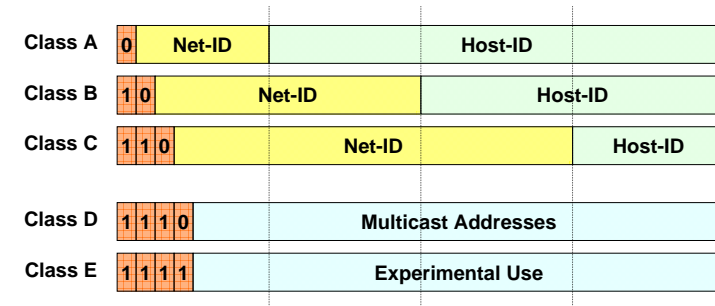 Class A 0 Net-ID Host-ID
Class B 1 0 Net-ID Host-ID
Class C 1 1 0 Net-ID Host-ID
Class D 1 1 1 0 Multicast Addresses
Class E 1 1 1 1 Experimental Use